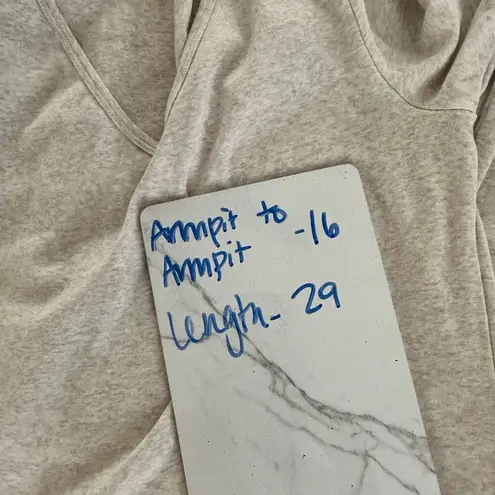 Armpit to
Armpit -16
Length- 29